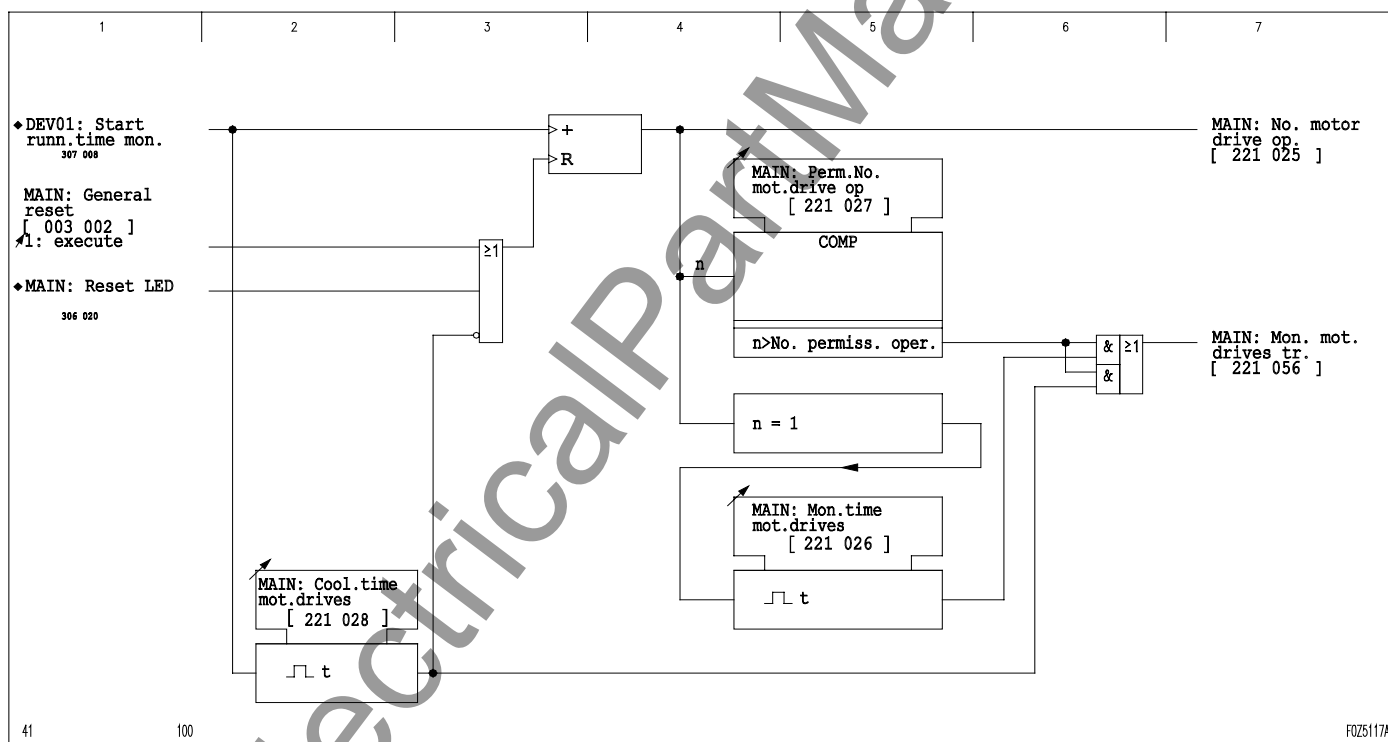 1 2 3 4 5 6 7
◆DEV01: Start
runn.time mon.
307 008
MAIN: General
reset
[ 003 002 ]
1: execute
◆MAIN: Reset LED
306 020
+
R
≥1
MAIN: Perm.No.
mot.drive op
[ 221 027 ]
COMP
n
n>No. permiss. oper.
n = 1
MAIN: Mon.time
mot.drives
[ 221 026 ]
t
MAIN: Cool.time
mot.drives
[ 221 028 ]
t
& ≥1
&
MAIN: No. motor
drive op.
[ 221 025 ]
MAIN: Mon. mot.
drives tr.
[ 221 056 ]
41 100 F0Z5117A
ElectricalPartMa